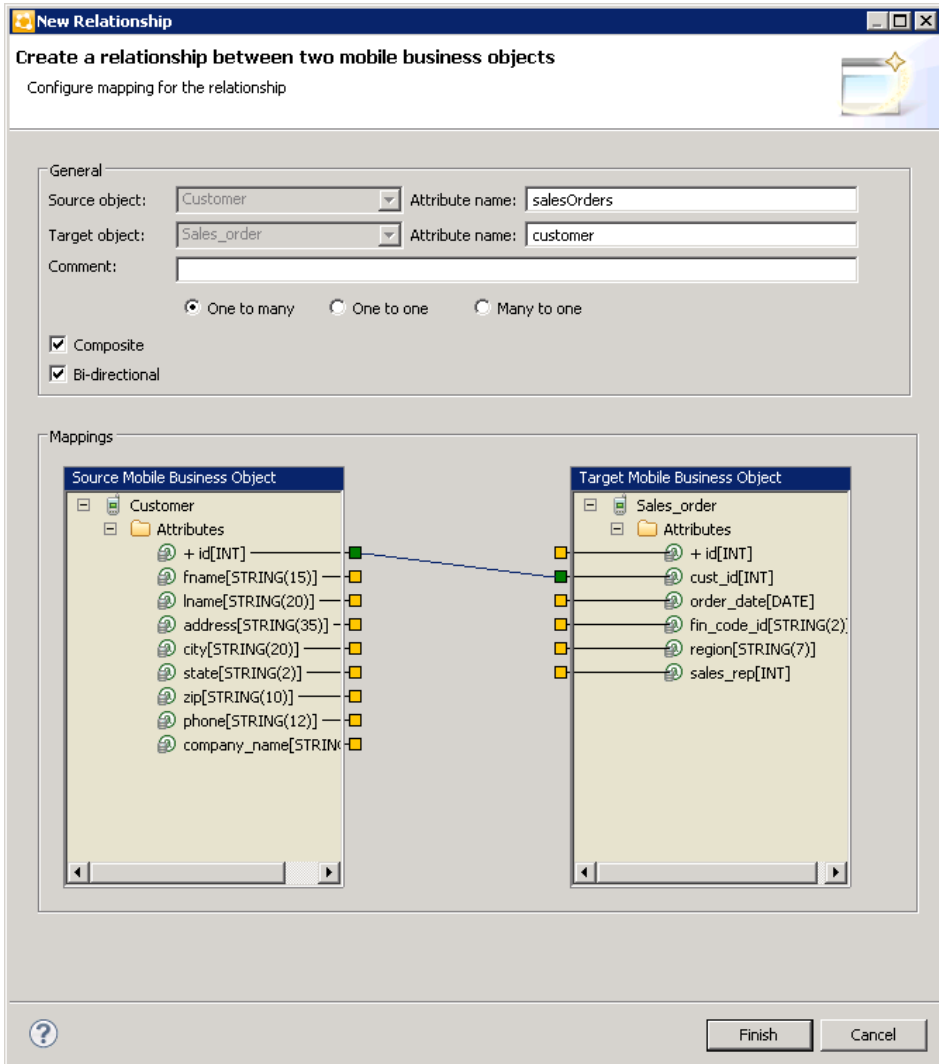 New Relationship
Create a relationship between two mobile business objects
Configure mapping for the relationship
General
Source object: Customer Attribute name: salesOrders
Target object: Sales_order Attribute name: customer
Comment:
One to many One to one Many to one
Composite
Bi-directional
Mappings
Source Mobile Business Object
Customer
Attributes
+ id[INT]
fname[STRING(15)]
lname[STRING(20)]
address[STRING(35)]
city[STRING(20)]
state[STRING(2)]
zip[STRING(10)]
phone[STRING(12)]
company_name[STRIN
Target Mobile Business Object
Sales_order
Attributes
+ id[INT]
cust_id[INT]
order_date[DATE]
fin_code_id[STRING(2)]
region[STRING(7)]
sales_rep[INT]
?
Finish Cancel